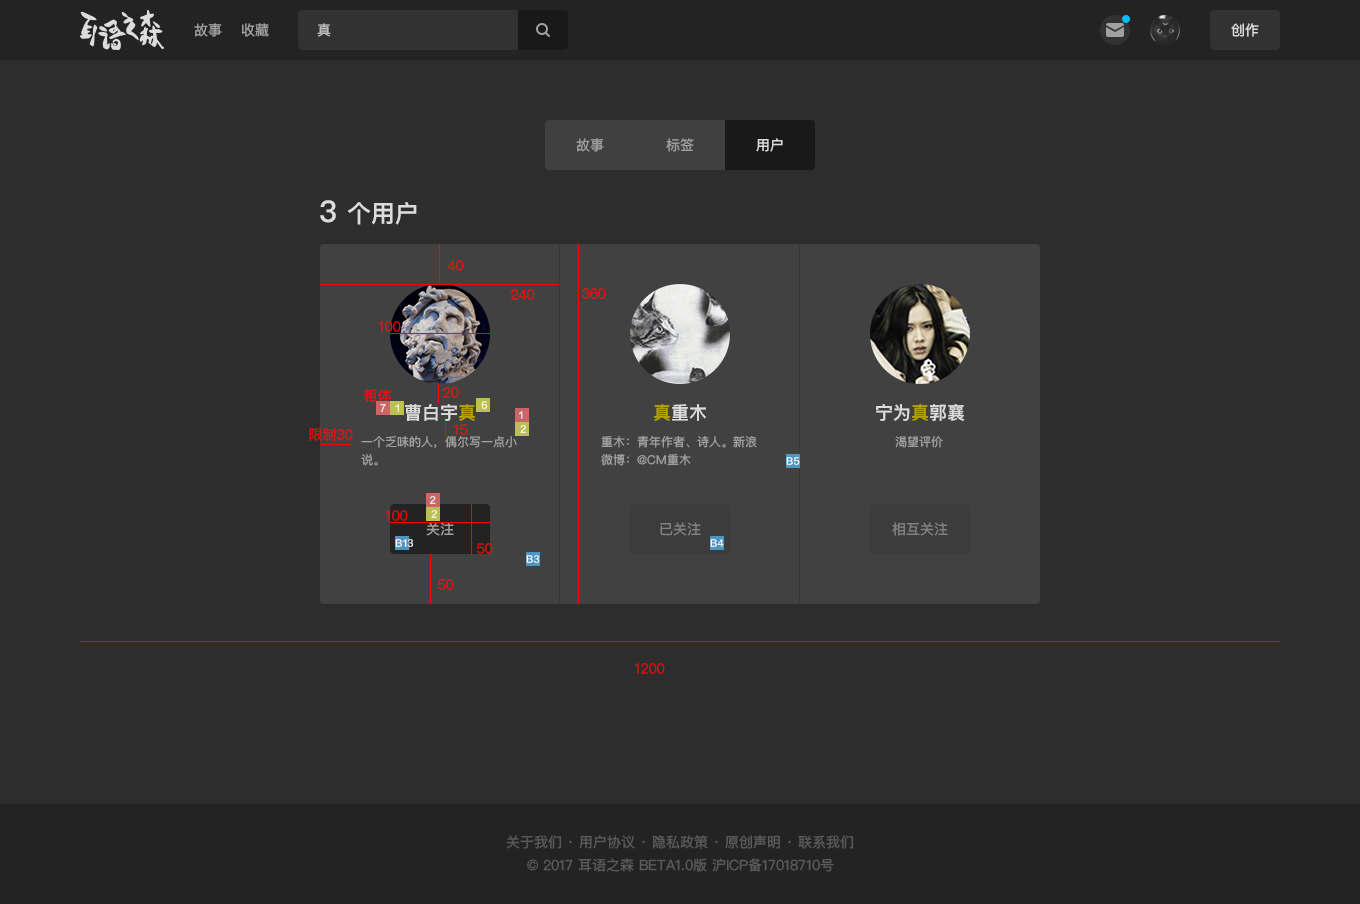 耳语之森
故事 收藏 真 创作
故事 标签 用户
3 个用户
40
240
360
100
20
粗体
7 1 曹白宇真 6
1
2
15
限制30
一个乏味的人，偶尔写一点小
说。
真重木
重木：青年作者、诗人。新浪
微博：@CM重木
B5
宁为真郭襄
渴望评价
2
2
100
关注
B13
50
B3
50
已关注
B4
相互关注
1200
关于我们 · 用户协议 · 隐私政策 · 原创声明 · 联系我们
© 2017 耳语之森 BETA1.0版 沪ICP备17018710号